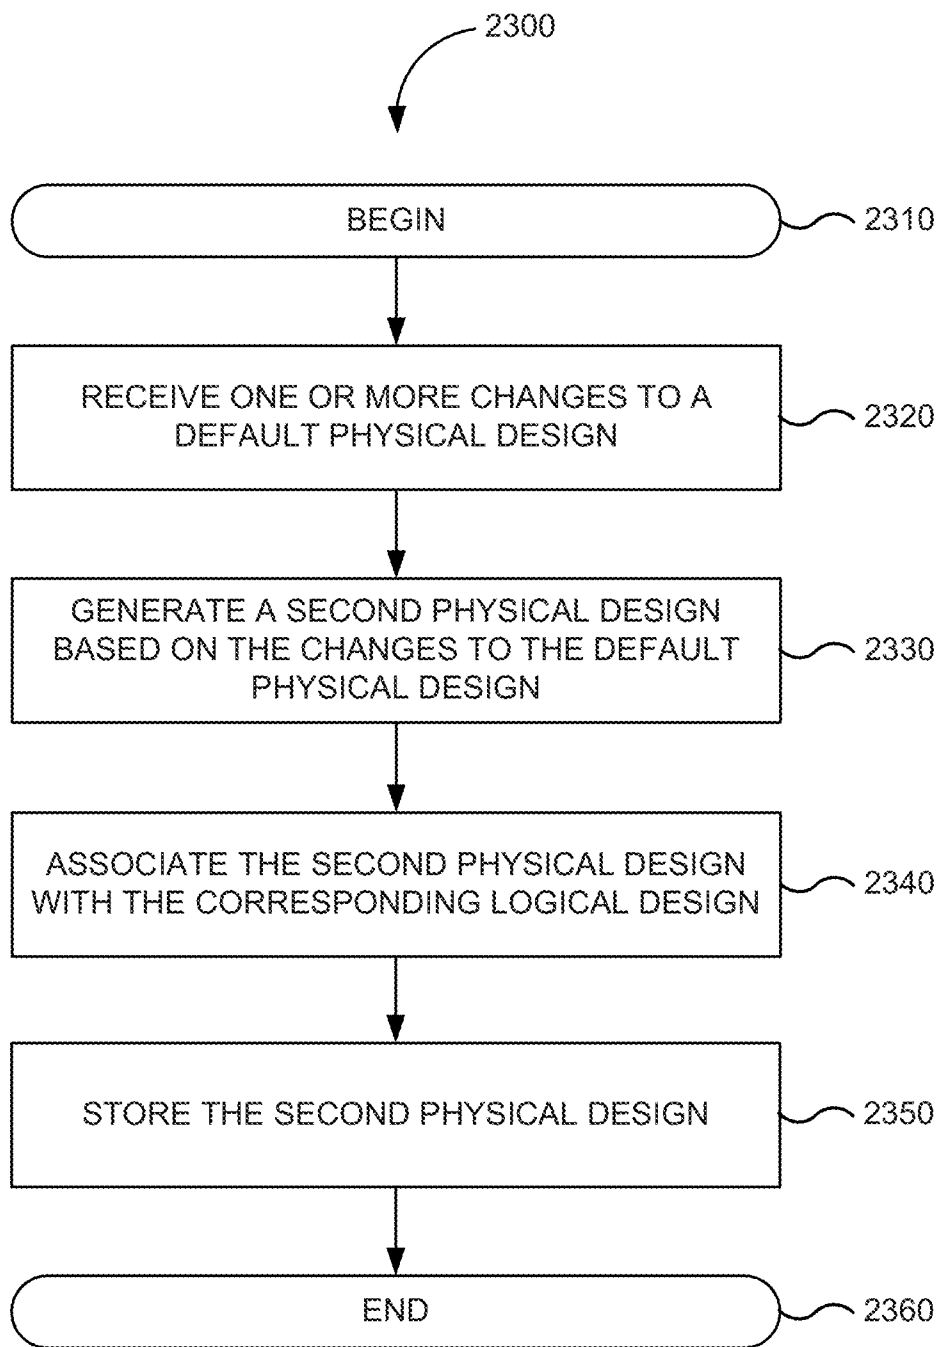 2300
BEGIN
2310
RECEIVE ONE OR MORE CHANGES TO A
DEFAULT PHYSICAL DESIGN
2320
GENERATE A SECOND PHYSICAL DESIGN
BASED ON THE CHANGES TO THE DEFAULT
PHYSICAL DESIGN
2330
ASSOCIATE THE SECOND PHYSICAL DESIGN
WITH THE CORRESPONDING LOGICAL DESIGN
2340
STORE THE SECOND PHYSICAL DESIGN
2350
END
2360